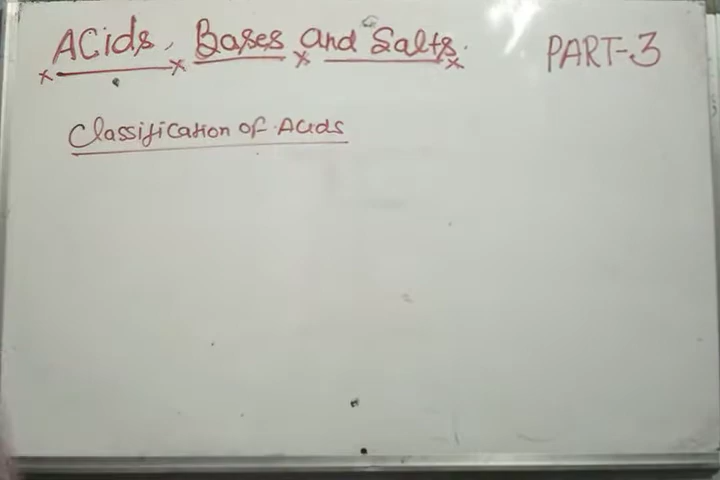 Acids, Bases and Salts. PART-3
Classification of Acids